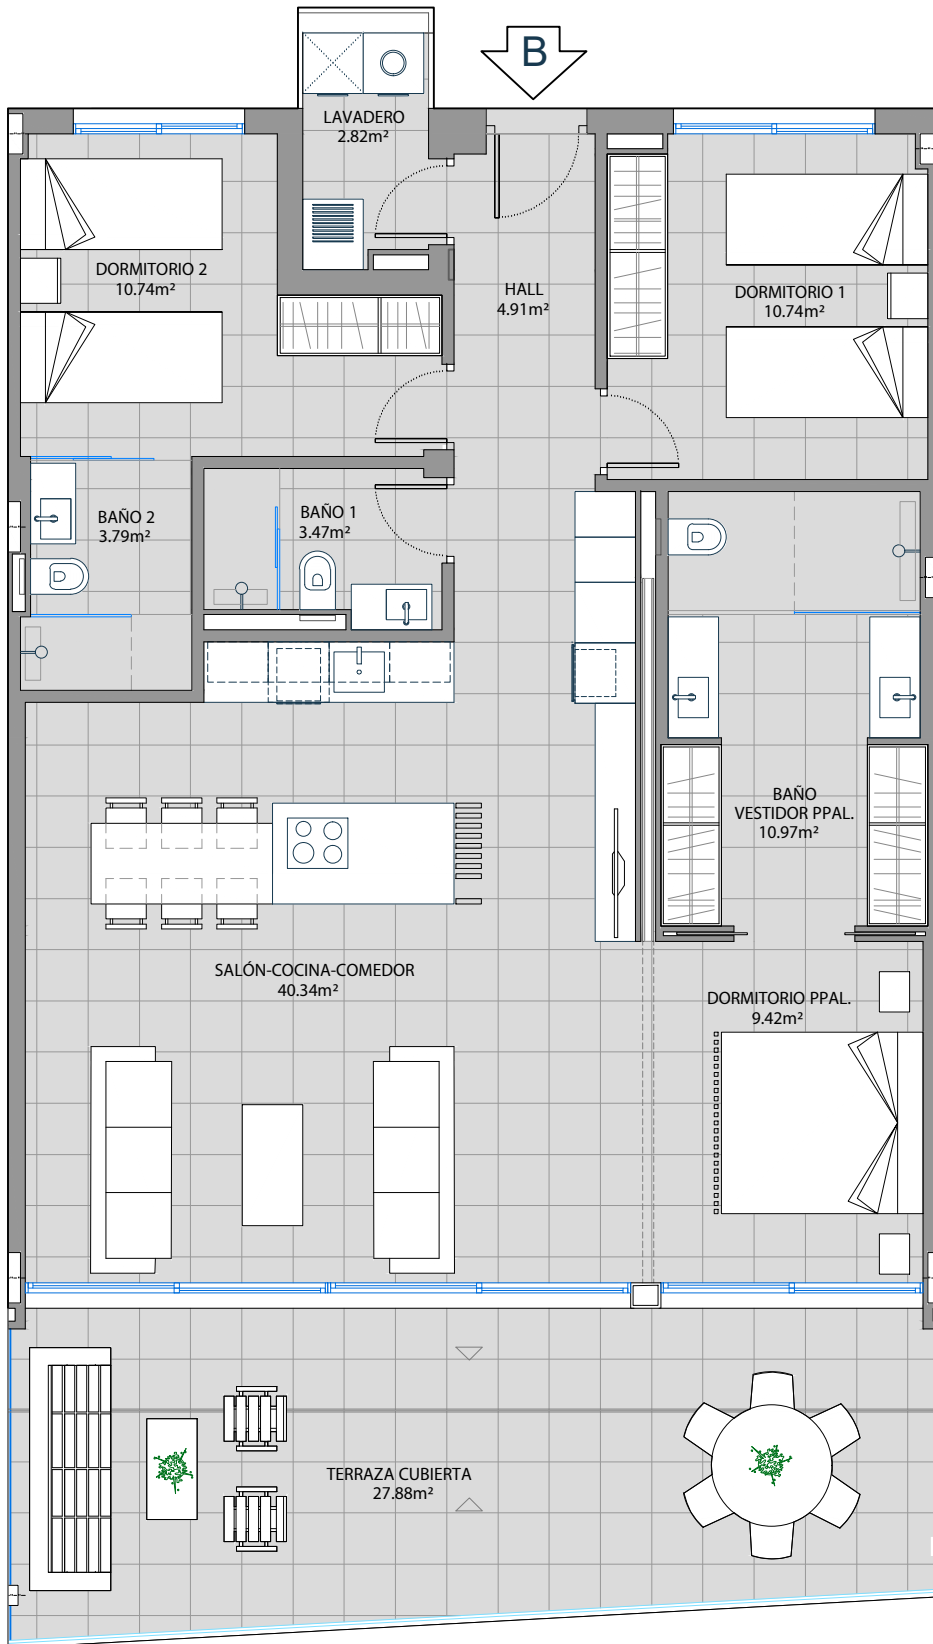 B
LAVADERO
2.82m²
DORMITORIO 2
10.74m²
HALL
4.91m²
DORMITORIO 1
10.74m²
BAÑO 2
3.79m²
BAÑO 1
3.47m²
BAÑO
VESTIDOR PPAL.
10.97m²
SALÓN-COCINA-COMEDOR
40.34m²
DORMITORIO PPAL.
9.42m²
TERRAZA CUBIERTA
27.88m²